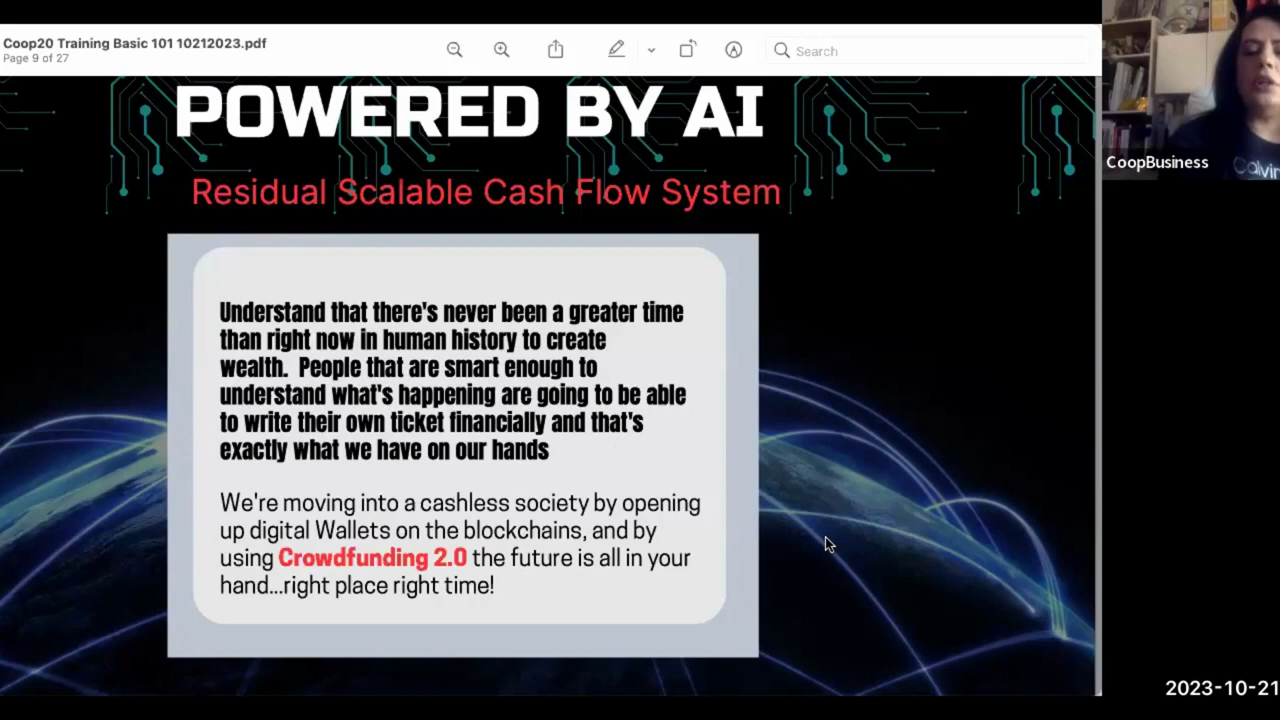 Coop20 Training Basic 101 10212023.pdf
Page 9 of 27
Search
POWERED BY AI
Residual Scalable Cash Flow System
Understand that there's never been a greater time
than right now in human history to create
wealth.  People that are smart enough to
understand what's happening are going to be able
to write their own ticket financially and that's
exactly what we have on our hands
We're moving into a cashless society by opening
up digital Wallets on the blockchains, and by
using Crowdfunding 2.0 the future is all in your
hand...right place right time!
CoopBusiness
Calvin
2023-10-21